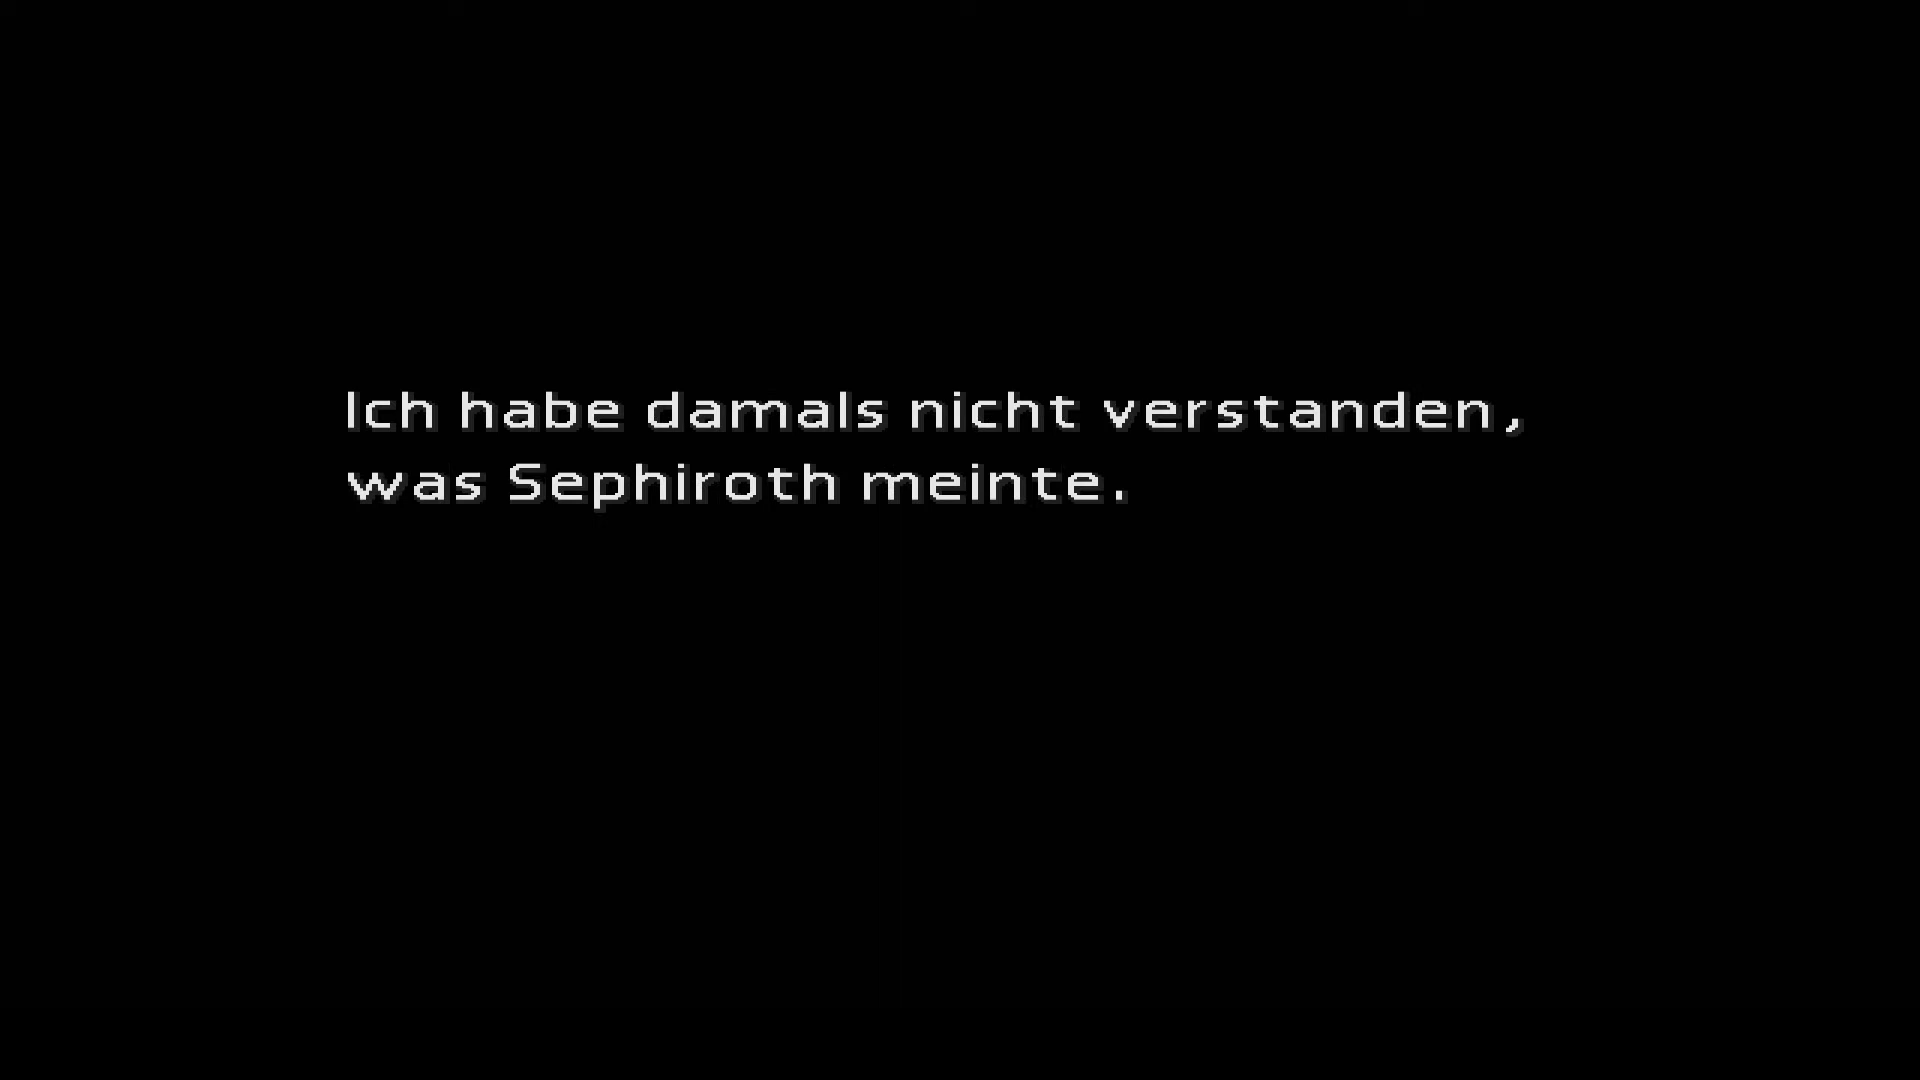 Ich habe damals nicht verstanden,
was Sephiroth meinte.